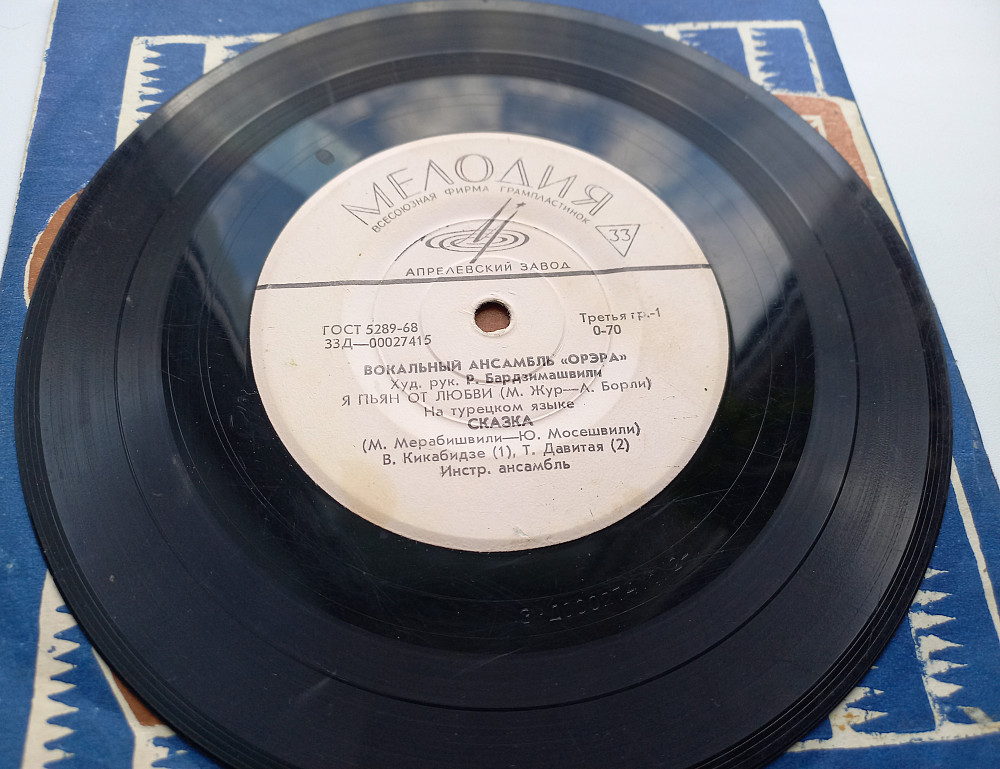 МЕЛОДИЯ
ВСЕСОЮЗНАЯ ФИРМА ГРАМПЛАСТИНОК
33
АПРЕЛЕВСКИЙ ЗАВОД
ГОСТ 5289-68
33Д—00027415
Третья гр.-1
0-70
ВОКАЛЬНЫЙ АНСАМБЛЬ «ОРЭРА»
Худ. рук. Р. Бардзимашвили
Я ПЬЯН ОТ ЛЮБВИ (М. Жур—А. Борли)
На турецком языке
СКАЗКА
(М. Мерабишвили—Ю. Мосешвили)
В. Кикабидзе (1), Т. Давитая (2)
Инстр. ансамбль